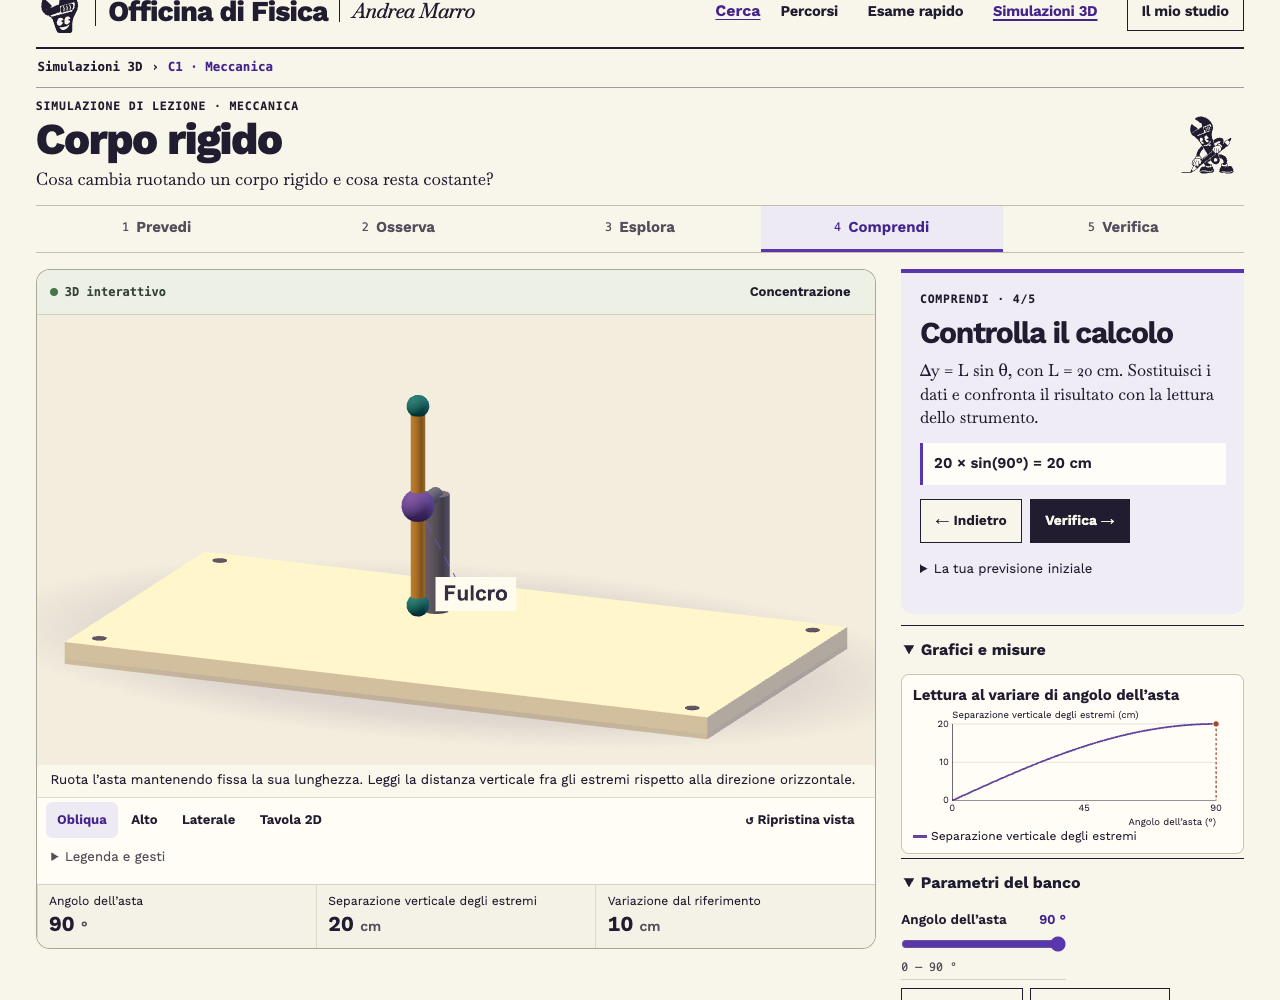 Officina di Fisica
Andrea Marro
Cerca
Percorsi
Esame rapido
Simulazioni 3D
Il mio studio
Simulazioni 3D › C1 · Meccanica
SIMULAZIONE DI LEZIONE · MECCANICA
Corpo rigido
Cosa cambia ruotando un corpo rigido e cosa resta costante?
1 Prevedi
2 Osserva
3 Esplora
4 Comprendi
5 Verifica
3D interattivo
Concentrazione
Fulcro
Ruota l’asta mantenendo fissa la sua lunghezza. Leggi la distanza verticale fra gli estremi rispetto alla direzione orizzontale.
Obliqua
Alto
Laterale
Tavola 2D
↺ Ripristina vista
▶ Legenda e gesti
Angolo dell’asta
90 °
Separazione verticale degli estremi
20 cm
Variazione dal riferimento
10 cm
COMPRENDI · 4/5
Controlla il calcolo
Δy = L sin θ, con L = 20 cm. Sostituisci i
dati e confronta il risultato con la lettura
dello strumento.
20 × sin(90°) = 20 cm
← Indietro
Verifica →
▶ La tua previsione iniziale
▼ Grafici e misure
Lettura al variare di angolo dell’asta
Separazione verticale degli estremi (cm)
20
10
0
0
45
90
Angolo dell’asta (°)
Separazione verticale degli estremi
▼ Parametri del banco
Angolo dell’asta
90 °
0 — 90 °